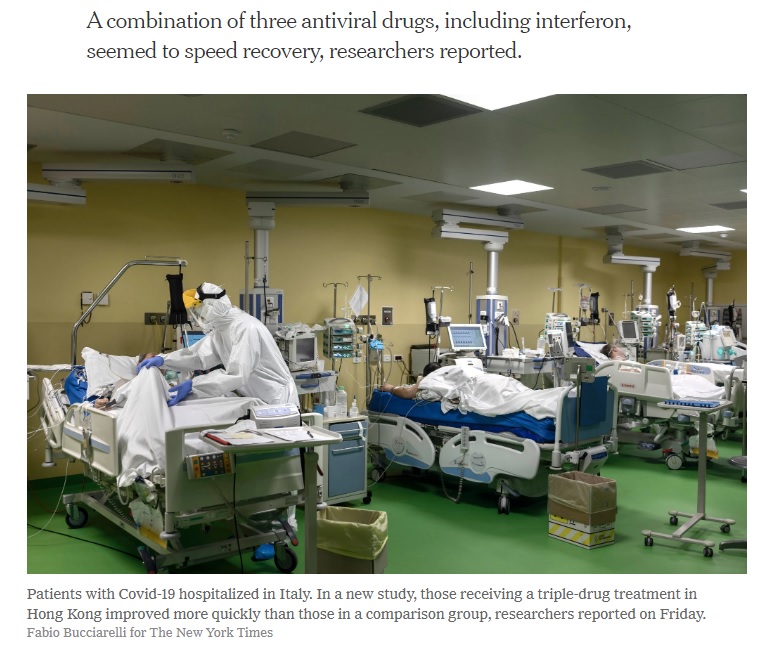 A combination of three antiviral drugs, including interferon,
seemed to speed recovery, researchers reported.
Patients with Covid-19 hospitalized in Italy. In a new study, those receiving a triple-drug treatment in
Hong Kong improved more quickly than those in a comparison group, researchers reported on Friday.
Fabio Bucciarelli for The New York Times